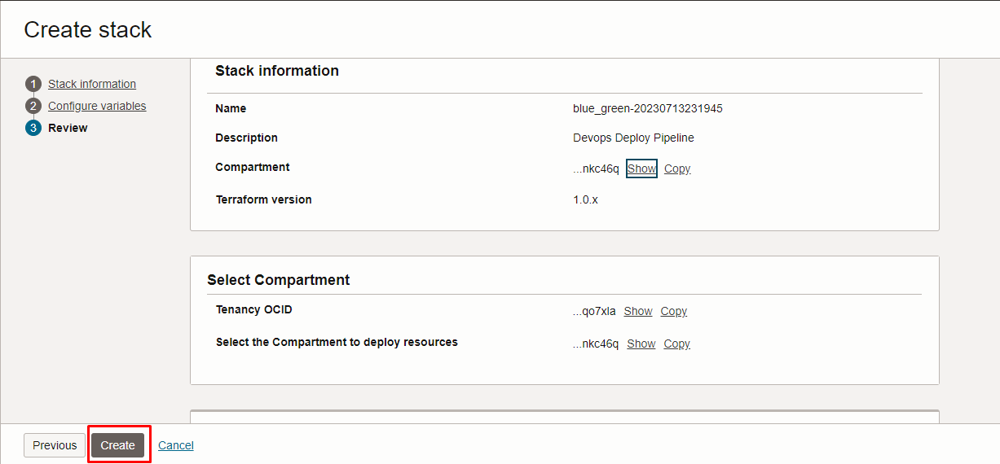 Create stack
1 Stack information
2 Configure variables
3 Review
Stack information
Name blue_green-20230713231945
Description Devops Deploy Pipeline
Compartment ...nkc46q Show Copy
Terraform version 1.0.x
Select Compartment
Tenancy OCID ...qo7xla Show Copy
Select the Compartment to deploy resources ...nkc46q Show Copy
Previous Create Cancel